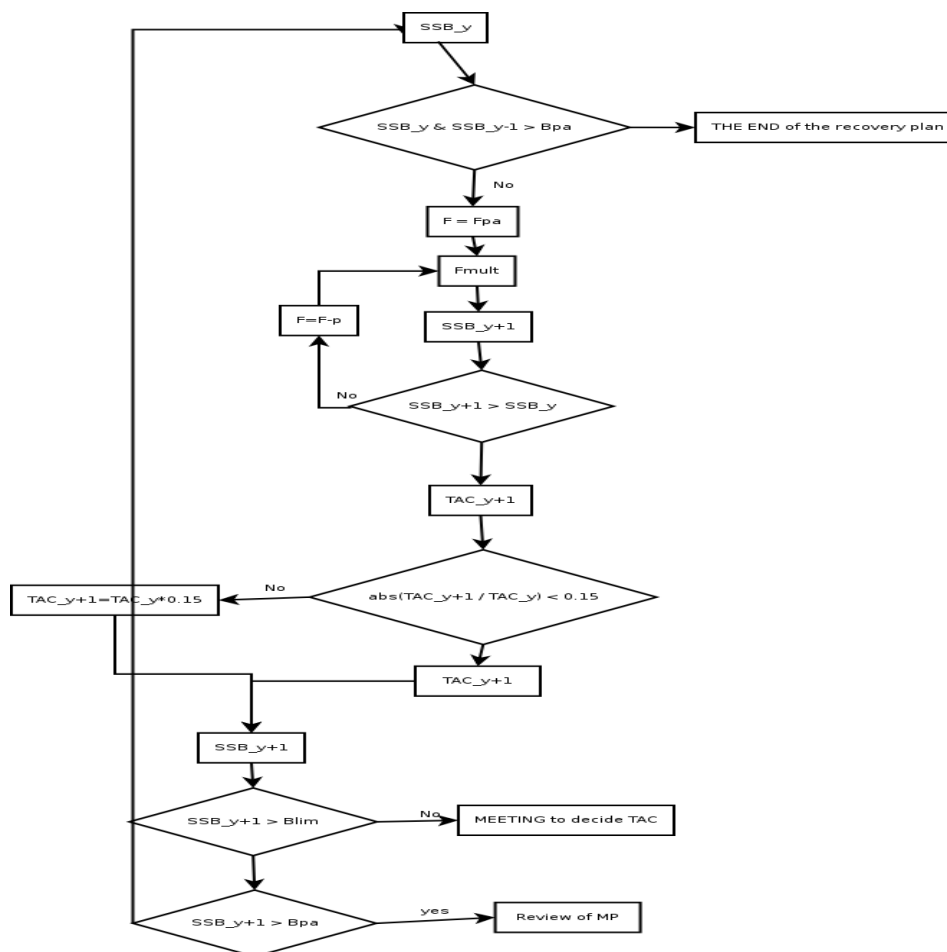 SSB_y
SSB_y & SSB_y-1 > Bpa
THE END of the recovery plan
No
F = Fpa
Fmult
F=F-p
SSB_y+1
No
SSB_y+1 > SSB_y
TAC_y+1
No
abs(TAC_y+1 / TAC_y) < 0.15
TAC_y+1=TAC_y*0.15
TAC_y+1
SSB_y+1
SSB_y+1 > Blim
No
MEETING to decide TAC
SSB_y+1 > Bpa
yes
Review of MP